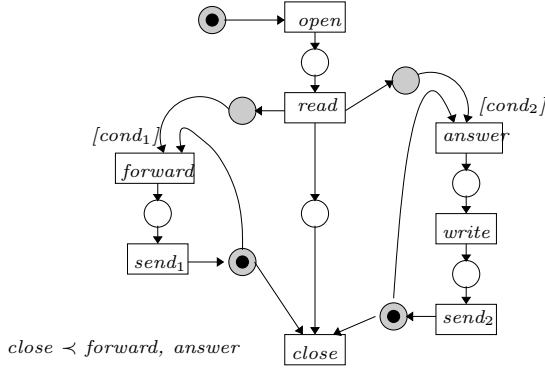 open
read
[cond₁]
[cond₂]
answer
forward
write
send₁
send₂
close
close ≺ forward, answer